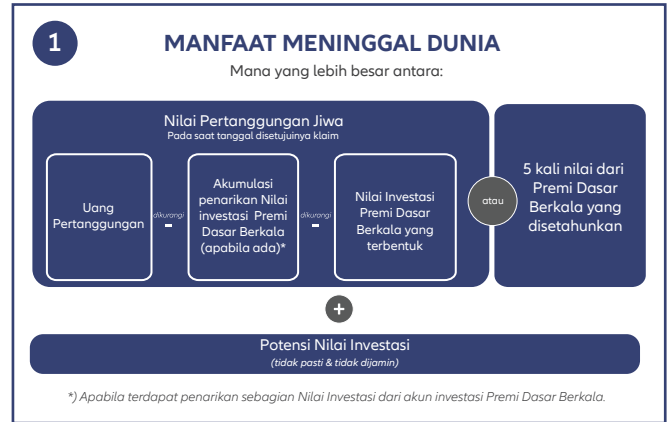 1
MANFAAT MENINGGAL DUNIA
Mana yang lebih besar antara:
Nilai Pertanggungan Jiwa
Pada saat tanggal disetujuinya klaim
Uang
Pertanggungan
dikurangi
-
Akumulasi
penarikan Nilai
investasi Premi
Dasar Berkala
(apabila ada)*
dikurangi
-
Nilai Investasi
Premi Dasar
Berkala yang
terbentuk
atau
5 kali nilai dari
Premi Dasar
Berkala yang
disetahunkan
+
Potensi Nilai Investasi
(tidak pasti & tidak dijamin)
*) Apabila terdapat penarikan sebagian Nilai Investasi dari akun investasi Premi Dasar Berkala.